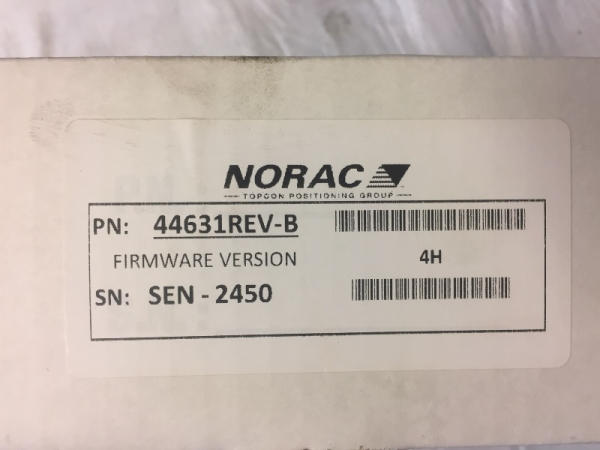 NORAC
TOPCON POSITIONING GROUP
PN: 44631REV-B
FIRMWARE VERSION 4H
SN: SEN - 2450